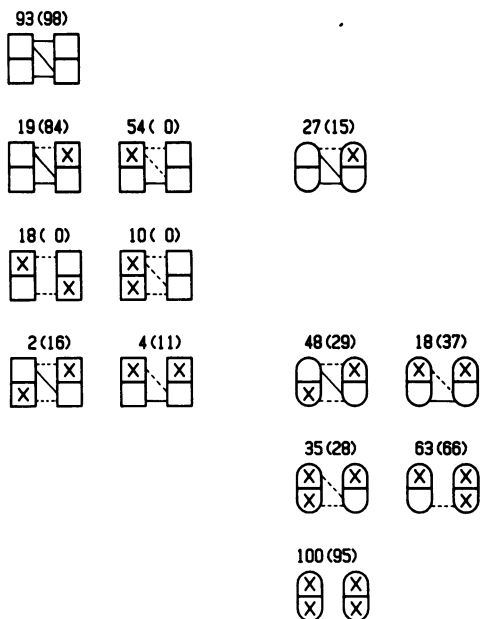 93(98)
19(84) 54( 0) 27(15)
X X X
18( 0) 10( 0)
X X
X X
2(16) 4(11) 48(29) 18(37)
X X X X X X
X X
35(28) 63(66)
X X X
X X
100(95)
X X
X X